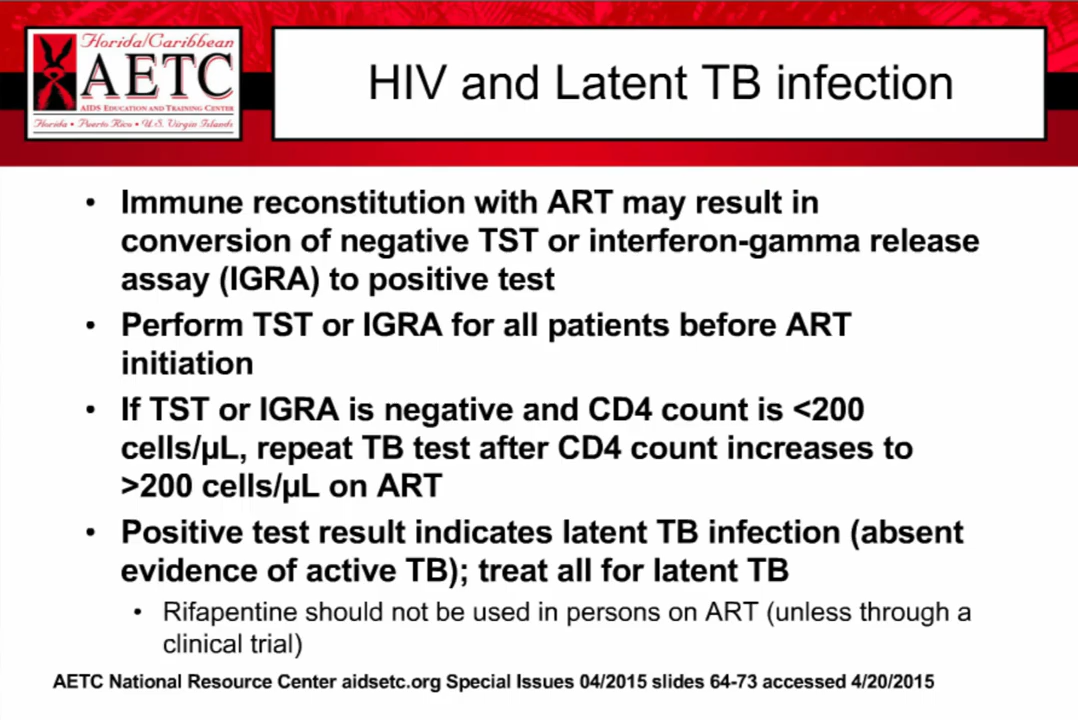 Florida/Caribbean
AETC
AIDS EDUCATION AND TRAINING CENTER
Florida • Puerto Rico • U.S. Virgin Islands
HIV and Latent TB infection
• Immune reconstitution with ART may result in
conversion of negative TST or interferon-gamma release
assay (IGRA) to positive test
• Perform TST or IGRA for all patients before ART
initiation
• If TST or IGRA is negative and CD4 count is <200
cells/µL, repeat TB test after CD4 count increases to
>200 cells/µL on ART
• Positive test result indicates latent TB infection (absent
evidence of active TB); treat all for latent TB
• Rifapentine should not be used in persons on ART (unless through a
clinical trial)
AETC National Resource Center aidsetc.org Special Issues 04/2015 slides 64-73 accessed 4/20/2015